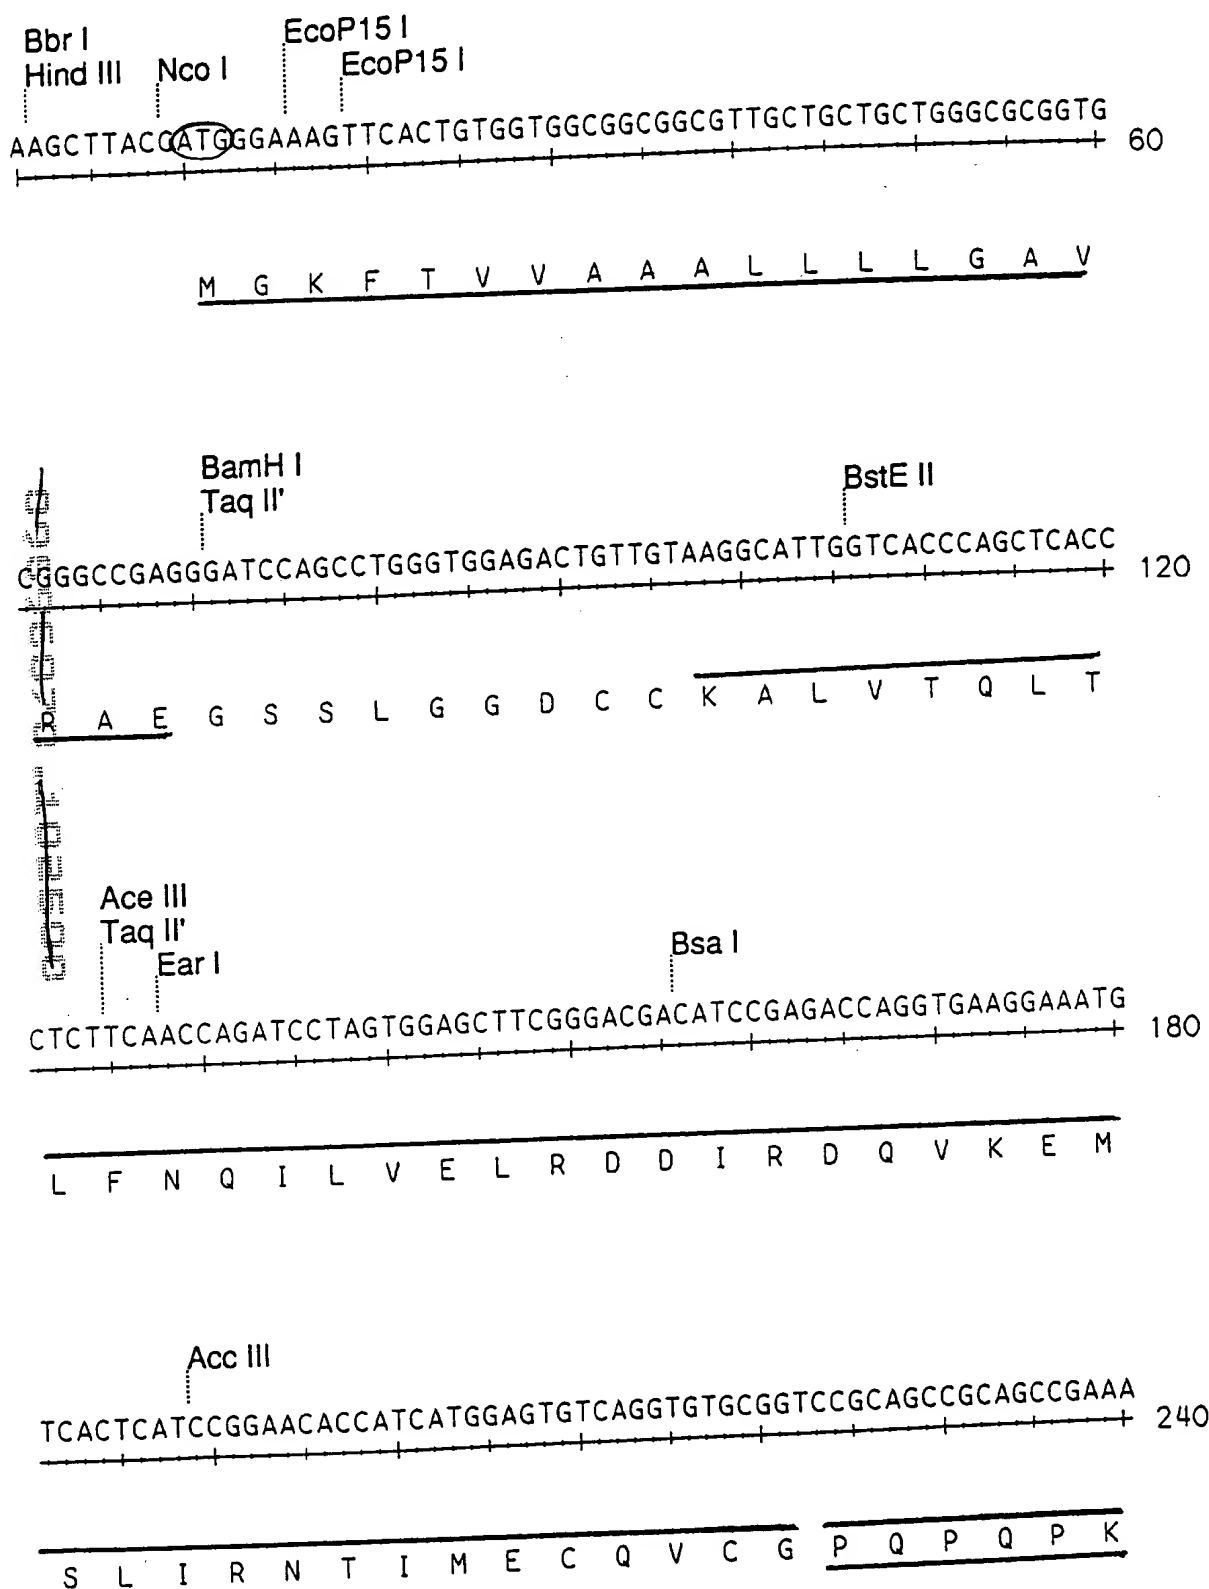 Bbr I
Hind III Nco I EcoP15 I
EcoP15 I
AAGCTTACCATGGGAAAGTTCACTGTGGTGGCGGCGGCGTTGCTGCTGCTGGGCGCGGTG 60
M G K F T V V A A A L L L L G A V
BamH I
Taq II' BstE II
CGGGCCGAGGGATCCAGCCTGGGTGGAGACTGTTGTAAGGCATTGGTCACCCAGCTCACC 120
R A E G S S L G G D C C K A L V T Q L T
Ace III
Taq II'
Ear I Bsa I
CTCTTCAACCAGATCCTAGTGGAGCTTCGGGACGACATCCGAGACCAGGTGAAGGAAATG 180
L F N Q I L V E L R D D I R D Q V K E M
Acc III
TCACTCATCCGGAACACCATCATGGAGTGTCAGGTGTGCGGTCCGCAGCCGCAGCCGAAA 240
S L I R N T I M E C Q V C G P Q P Q P K